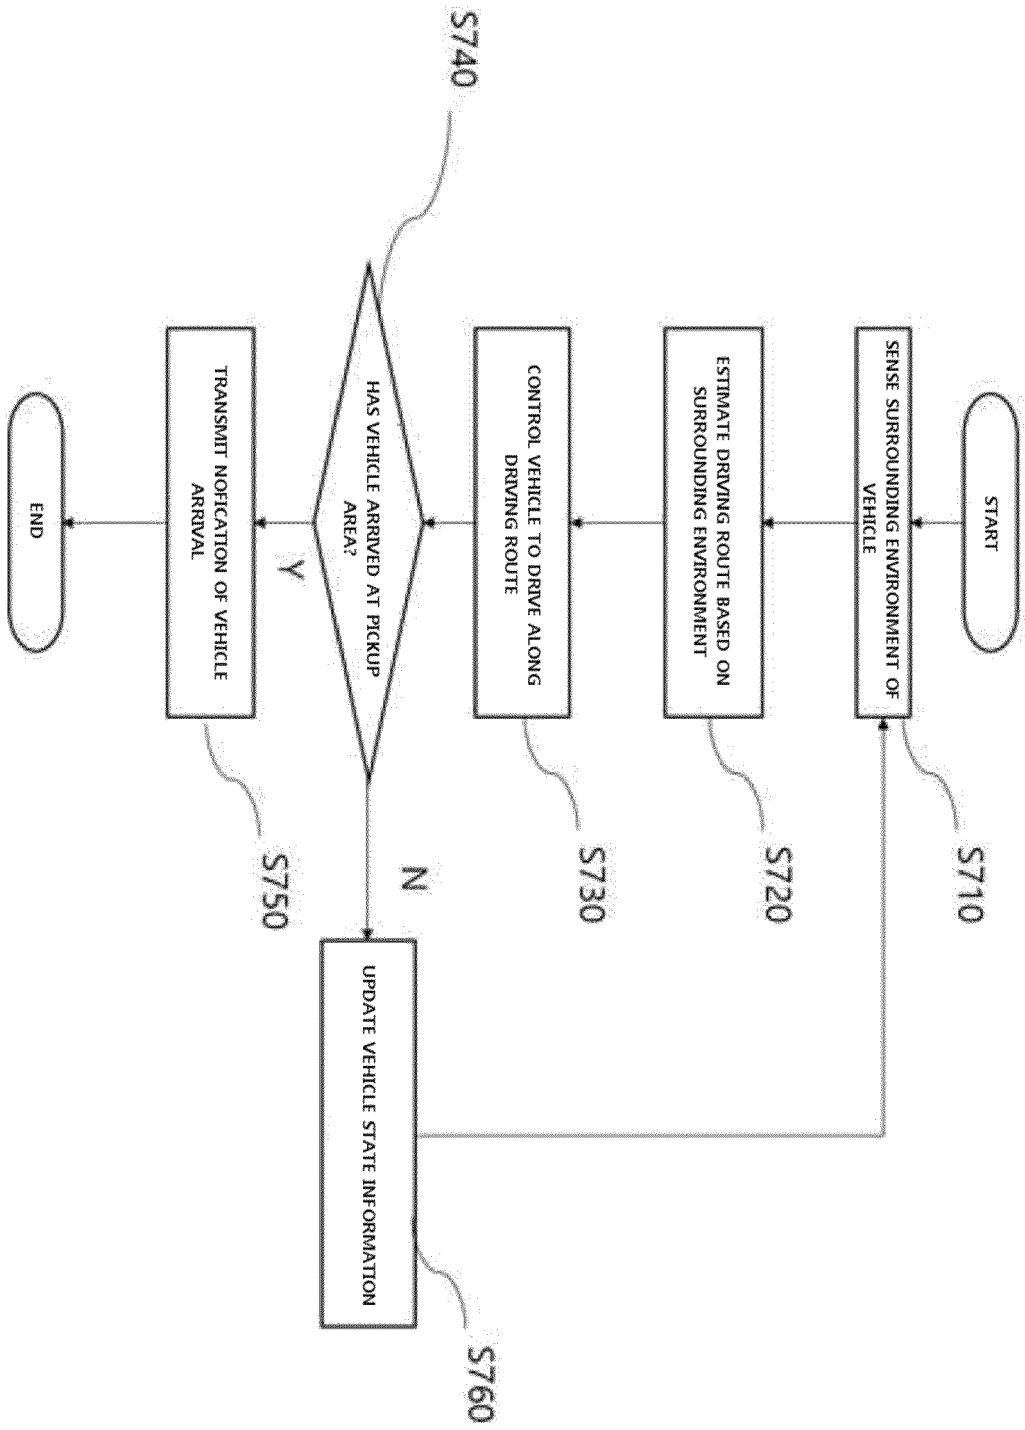 START
SENSE SURROUNDING ENVIRONMENT OF
VEHICLE
S710
ESTIMATE DRIVING ROUTE BASED ON
SURROUNDING ENVIRONMENT
S720
CONTROL VEHICLE TO DRIVE ALONG
DRIVING ROUTE
S730
S740
HAS VEHICLE ARRIVED AT PICKUP
AREA?
N
UPDATE VEHICLE STATE INFORMATION
S760
Y
TRANSMIT NOFICATION OF VEHICLE
ARRIVAL
S750
END